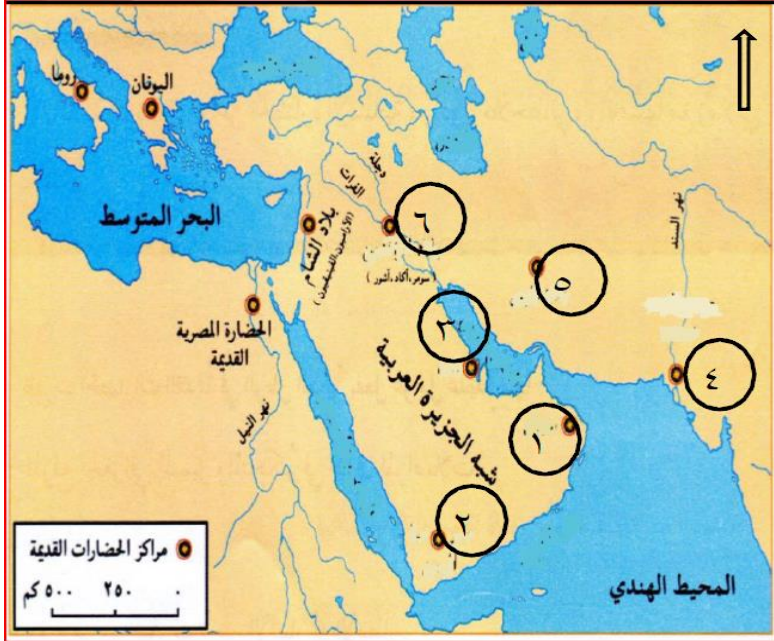 روما
اليونان
دجلة
الفرات
نهر السند
البحر المتوسط
بلاد الشام
(الآراميون، الفينيقيون)
٦
(سومر، أكاد، آشور)
٥
الحضارة المصرية
القديمة
٣
٤
شبه الجزيرة العربية
نهر النيل
١
٢
مراكز الحضارات القديمة
٠ ٢٥٠ ٥٠٠ كم
المحيط الهندي